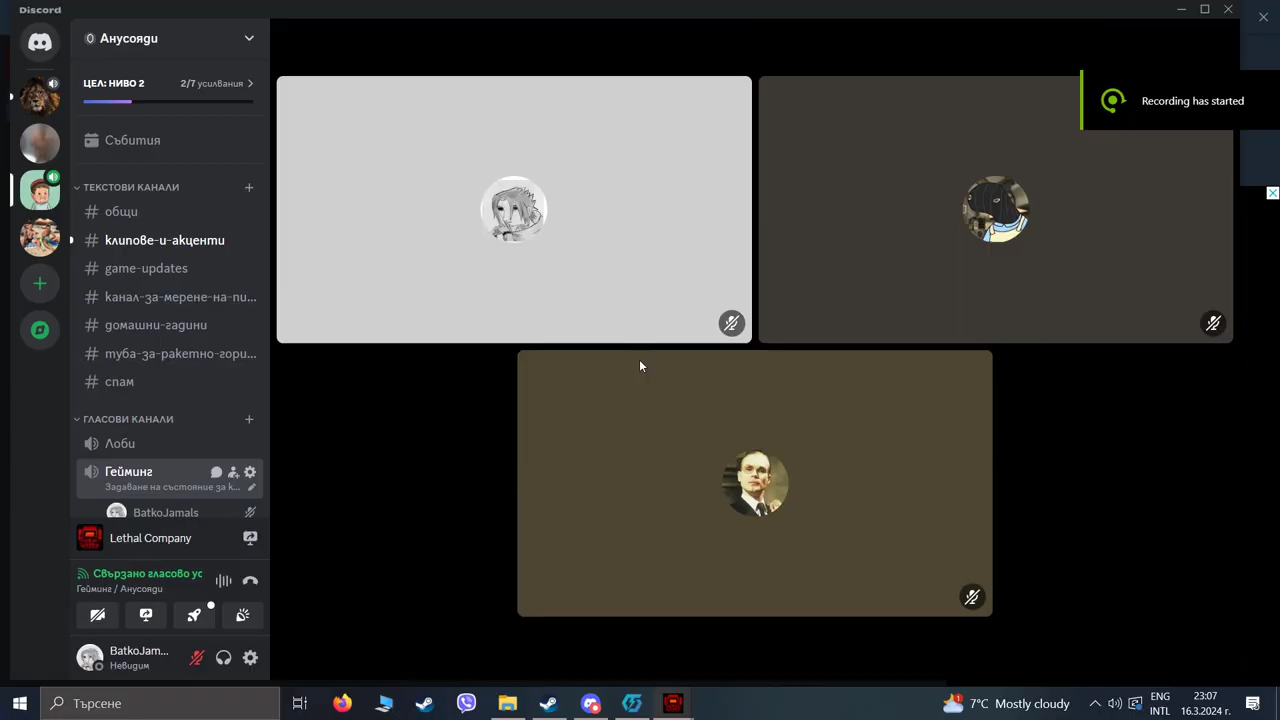 Discord
Анусояди
ЦЕЛ: НИВО 2 2/7 усилвания
Recording has started
Събития
ТЕКСТОВИ КАНАЛИ
# общи
# клипове-и-акценти
# game-updates
# канал-за-мерене-на-пи...
# домашни-гадини
# туба-за-ракетно-гори...
# спам
ГЛАСОВИ КАНАЛИ
Лоби
Гейминг
Задаване на състояние за к...
BatkoJamals
Lethal Company
Свързано гласово ус
Гейминг / Анусояди
BatkoJam...
Невидим
Търсене
1 7°C Mostly cloudy
ENG 23:07
INTL 16.3.2024 г.